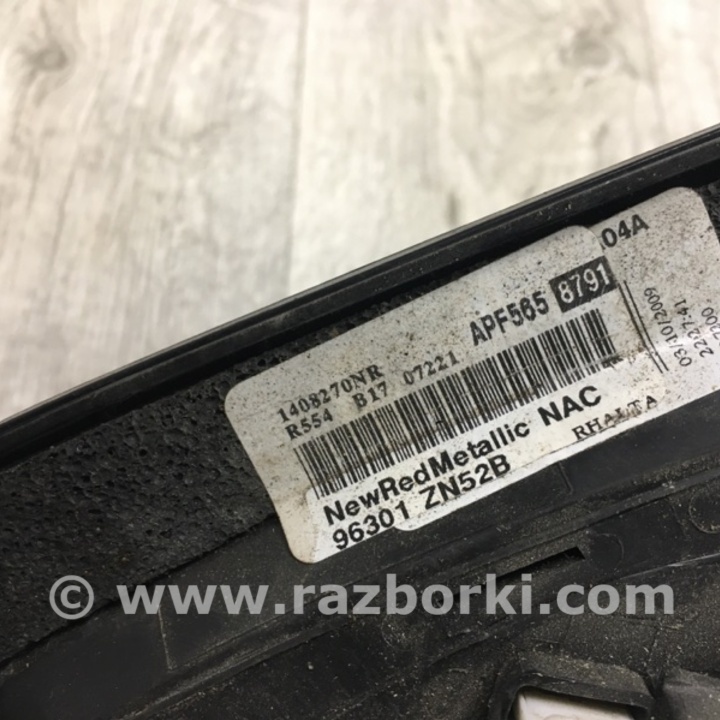 04A
APF565 8791
1408270NR
R554 B17 07221
NewRedMetallic NAC
96301 ZN52B
RHALTA
22:27:41
03/10/2009
© www.razborki.com